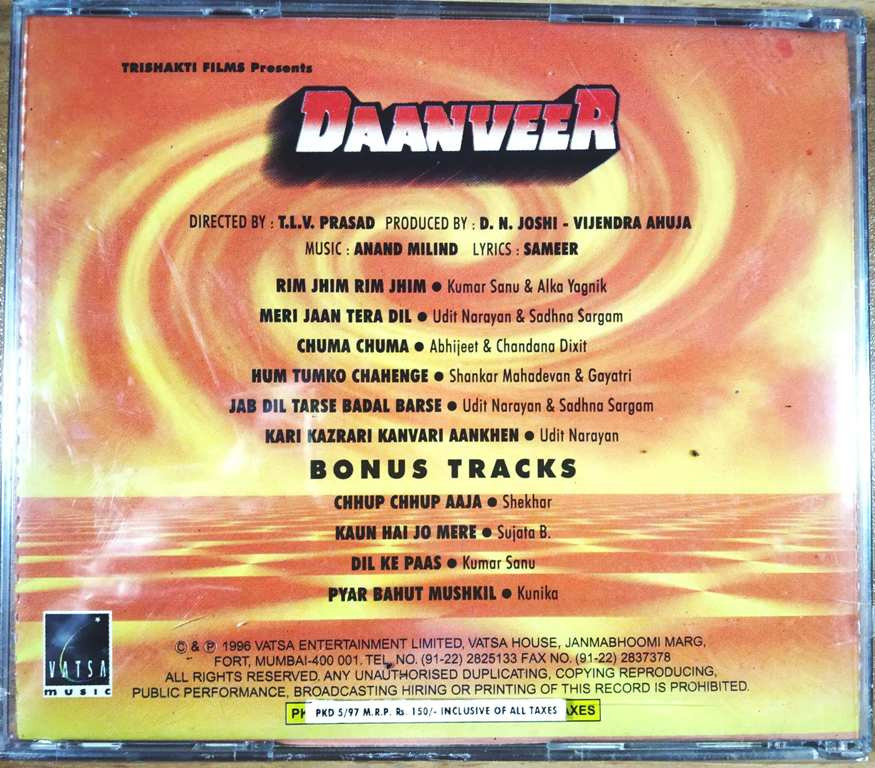 TRISHAKTI FILMS Presents
DAANVEER
DIRECTED BY : T.L.V. PRASAD PRODUCED BY : D. N. JOSHI - VIJENDRA AHUJA
MUSIC : ANAND MILIND LYRICS : SAMEER
RIM JHIM RIM JHIM ● Kumar Sanu & Alka Yagnik
MERI JAAN TERA DIL ● Udit Narayan & Sadhna Sargam
CHUMA CHUMA ● Abhijeet & Chandana Dixit
HUM TUMKO CHAHENGE ● Shankar Mahadevan & Gayatri
JAB DIL TARSE BADAL BARSE ● Udit Narayan & Sadhna Sargam
KARI KAZRARI KANVARI AANKHEN ● Udit Narayan
BONUS TRACKS
CHHUP CHHUP AAJA ● Shekhar
KAUN HAI JO MERE ● Sujata B.
DIL KE PAAS ● Kumar Sanu
PYAR BAHUT MUSHKIL ● Kunika
VATSA
music
© & ℗ 1996 VATSA ENTERTAINMENT LIMITED, VATSA HOUSE, JANMABHOOMI MARG,
FORT, MUMBAI-400 001. TEL. NO. (91-22) 2825133 FAX NO. (91-22) 2837378
ALL RIGHTS RESERVED. ANY UNAUTHORISED DUPLICATING, COPYING REPRODUCING,
PUBLIC PERFORMANCE, BROADCASTING HIRING OR PRINTING OF THIS RECORD IS PROHIBITED.
PKD 5/97 M.R.P. Rs. 150/- INCLUSIVE OF ALL TAXES